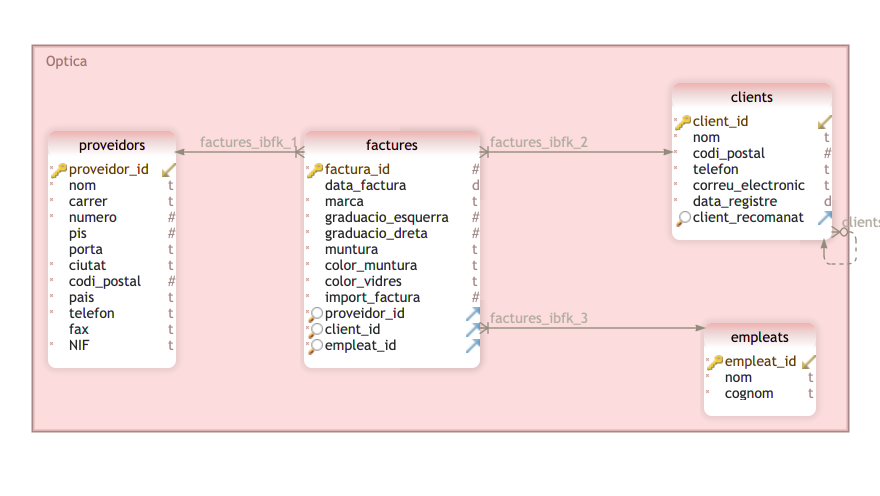 Optica
proveidors
proveidor_id
nom t
carrer t
numero #
pis #
porta t
ciutat t
codi_postal #
pais t
telefon t
fax t
NIF t
factures_ibfk_1
factures
factura_id #
data_factura d
marca t
graduacio_esquerra #
graduacio_dreta #
muntura t
color_muntura t
color_vidres t
import_factura #
proveidor_id
client_id
empleat_id
factures_ibfk_2
factures_ibfk_3
clients
client_id
nom t
codi_postal #
telefon t
correu_electronic t
data_registre d
client_recomanat
clients
empleats
empleat_id
nom t
cognom t